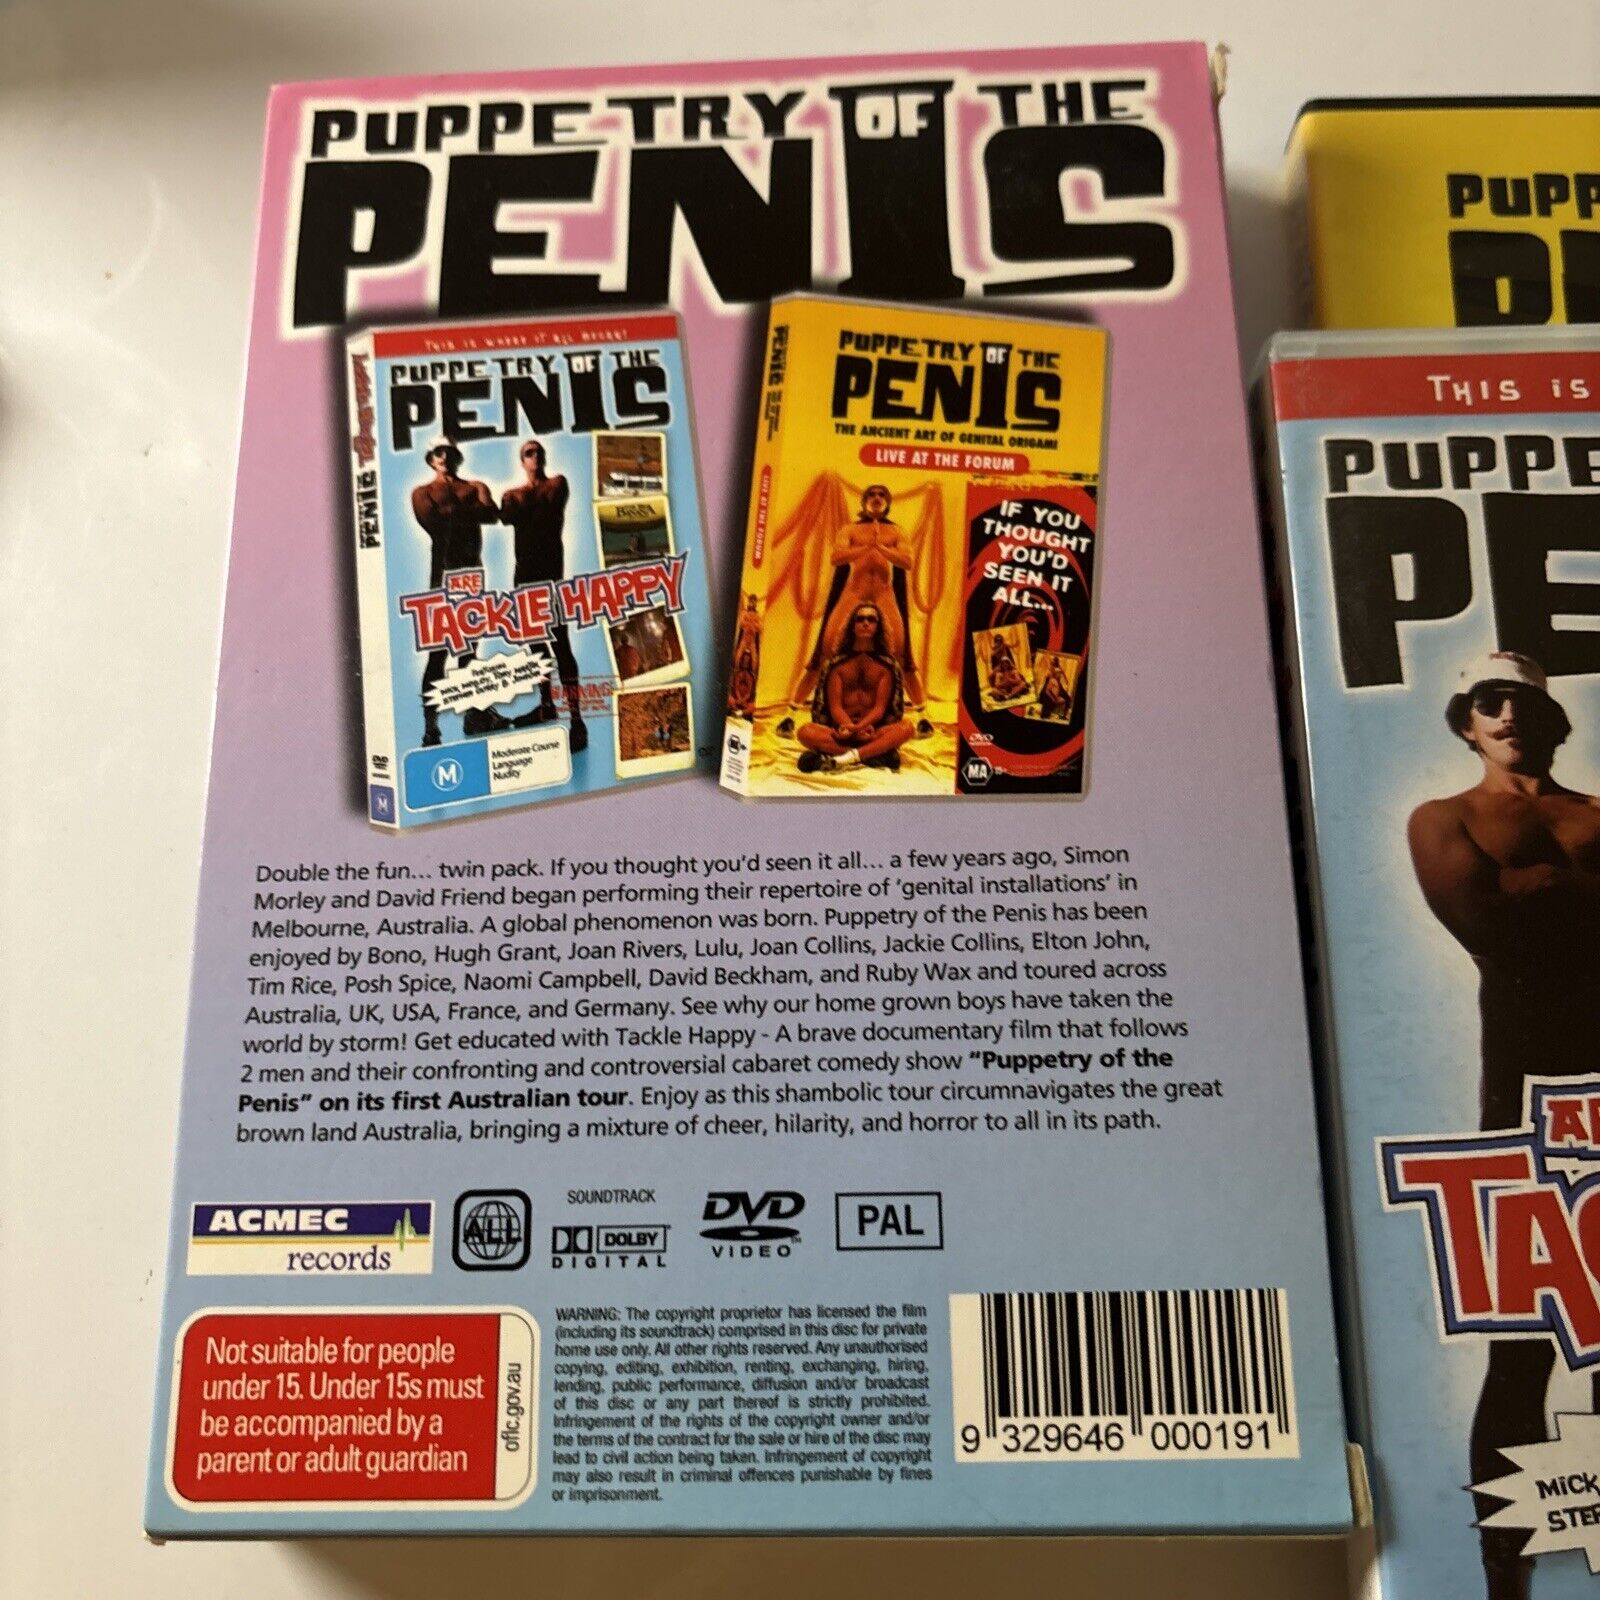 PUPPETRY OF THE
PENIS
THIS IS WHERE IT ALL BEGAN!
PUPPETRY OF THE
PENIS
ARE
TACKLE HAPPY
WARNING:
M
Moderate Course
Language
Nudity
DVD
M
PUPPETRY OF THE
PENIS
THE ANCIENT ART OF GENITAL ORIGAMI
LIVE AT THE FORUM
IF YOU
THOUGHT
YOU'D
SEEN IT
ALL...
LIVE AT THE FORUM
DVD
MA
Double the fun... twin pack. If you thought you'd seen it all... a few years ago, Simon
Morley and David Friend began performing their repertoire of 'genital installations' in
Melbourne, Australia. A global phenomenon was born. Puppetry of the Penis has been
enjoyed by Bono, Hugh Grant, Joan Rivers, Lulu, Joan Collins, Jackie Collins, Elton John,
Tim Rice, Posh Spice, Naomi Campbell, David Beckham, and Ruby Wax and toured across
Australia, UK, USA, France, and Germany. See why our home grown boys have taken the
world by storm! Get educated with Tackle Happy - A brave documentary film that follows
2 men and their confronting and controversial cabaret comedy show "Puppetry of the
Penis" on its first Australian tour. Enjoy as this shambolic tour circumnavigates the great
brown land Australia, bringing a mixture of cheer, hilarity, and horror to all in its path.
ACMEC
records
ALL
SOUNDTRACK
DOLBY
DIGITAL
DVD
VIDEO
PAL
Not suitable for people
under 15. Under 15s must
be accompanied by a
parent or adult guardian
oflc.gov.au
WARNING: The copyright proprietor has licensed the film
(including its soundtrack) comprised in this disc for private
home use only. All other rights reserved. Any unauthorised
copying, editing, exhibition, renting, exchanging, hiring,
lending, public performance, diffusion and/or broadcast
of this disc or any part thereof is strictly prohibited.
Infringement of the rights of the copyright owner and/or
the terms of the contract for the sale or hire of the disc may
lead to civil action being taken. Infringement of copyright
may also result in criminal offences punishable by fines
or imprisonment.
9 329646 000191
PUPP
PE
THIS IS
PUPPE
PE
AR
TAC
MICK
STEP